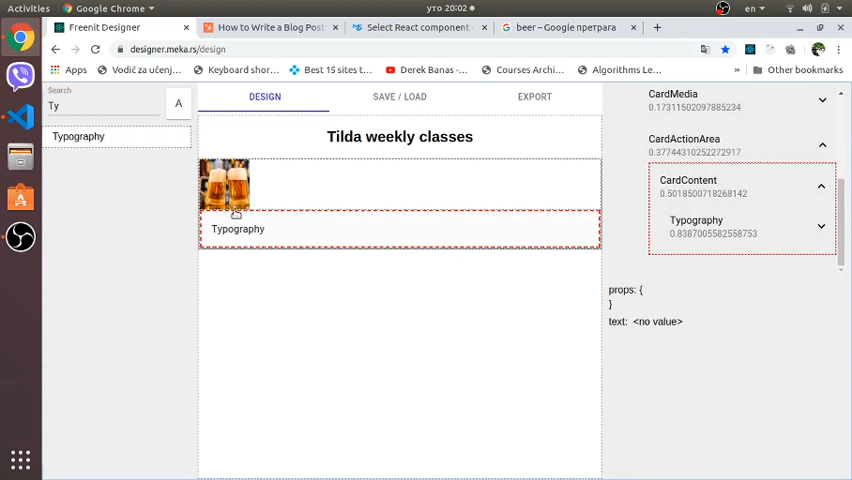 Activities
Google Chrome
уто 20:02
en
Freenit Designer
How to Write a Blog Post
Select React component -
beer – Google претрага
designer.meka.rs/design
Apps
Vodič za učenj...
Keyboard shor...
Best 15 sites t...
Derek Banas –...
Courses Archi...
Algorithms Le...
»
Other bookmarks
Search
Ty
A
Typography
DESIGN
SAVE / LOAD
EXPORT
Tilda weekly classes
Typography
CardMedia
0.17311502097885234
CardActionArea
0.37744310252272917
CardContent
0.5018500718268142
Typography
0.8387005582558753
props: {
}
text: <no value>